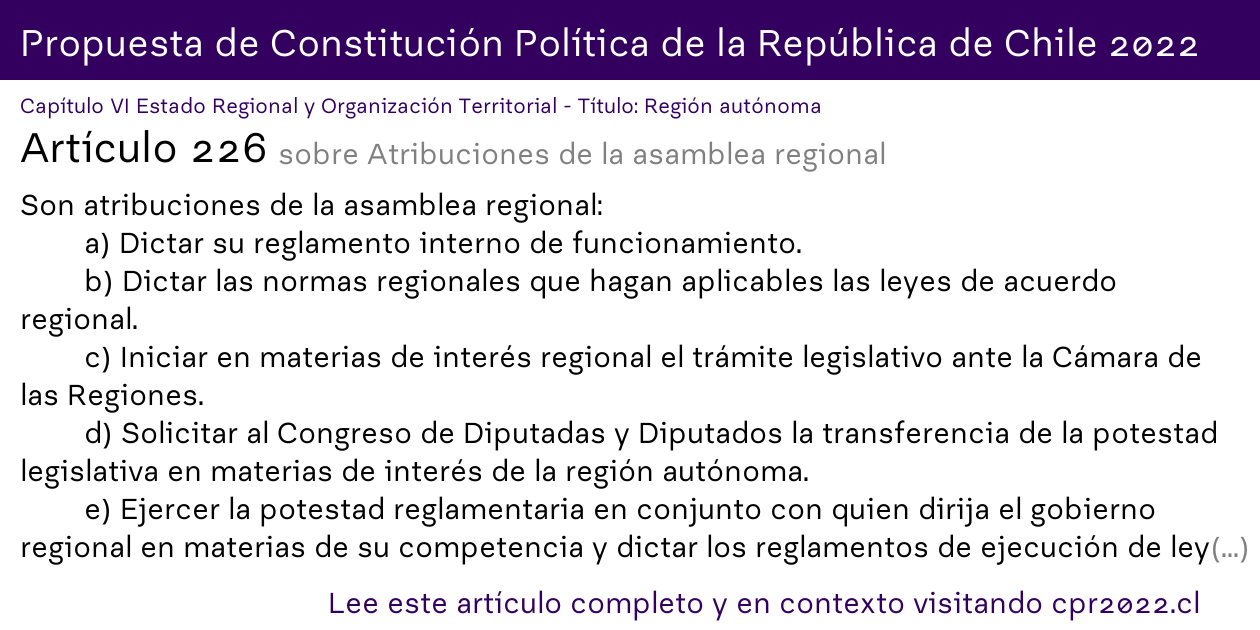 Propuesta de Constitución Política de la República de Chile 2022
Capítulo VI Estado Regional y Organización Territorial - Título: Región autónoma
Artículo 226 sobre Atribuciones de la asamblea regional
Son atribuciones de la asamblea regional:
a) Dictar su reglamento interno de funcionamiento.
b) Dictar las normas regionales que hagan aplicables las leyes de acuerdo
regional.
c) Iniciar en materias de interés regional el trámite legislativo ante la Cámara de
las Regiones.
d) Solicitar al Congreso de Diputadas y Diputados la transferencia de la potestad
legislativa en materias de interés de la región autónoma.
e) Ejercer la potestad reglamentaria en conjunto con quien dirija el gobierno
regional en materias de su competencia y dictar los reglamentos de ejecución de ley(...)
Lee este artículo completo y en contexto visitando cpr2022.cl